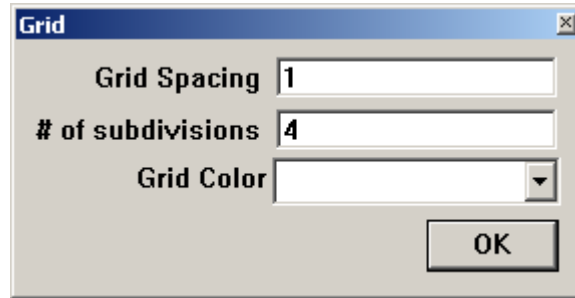 Grid
Grid Spacing 1
# of subdivisions 4
Grid Color
OK